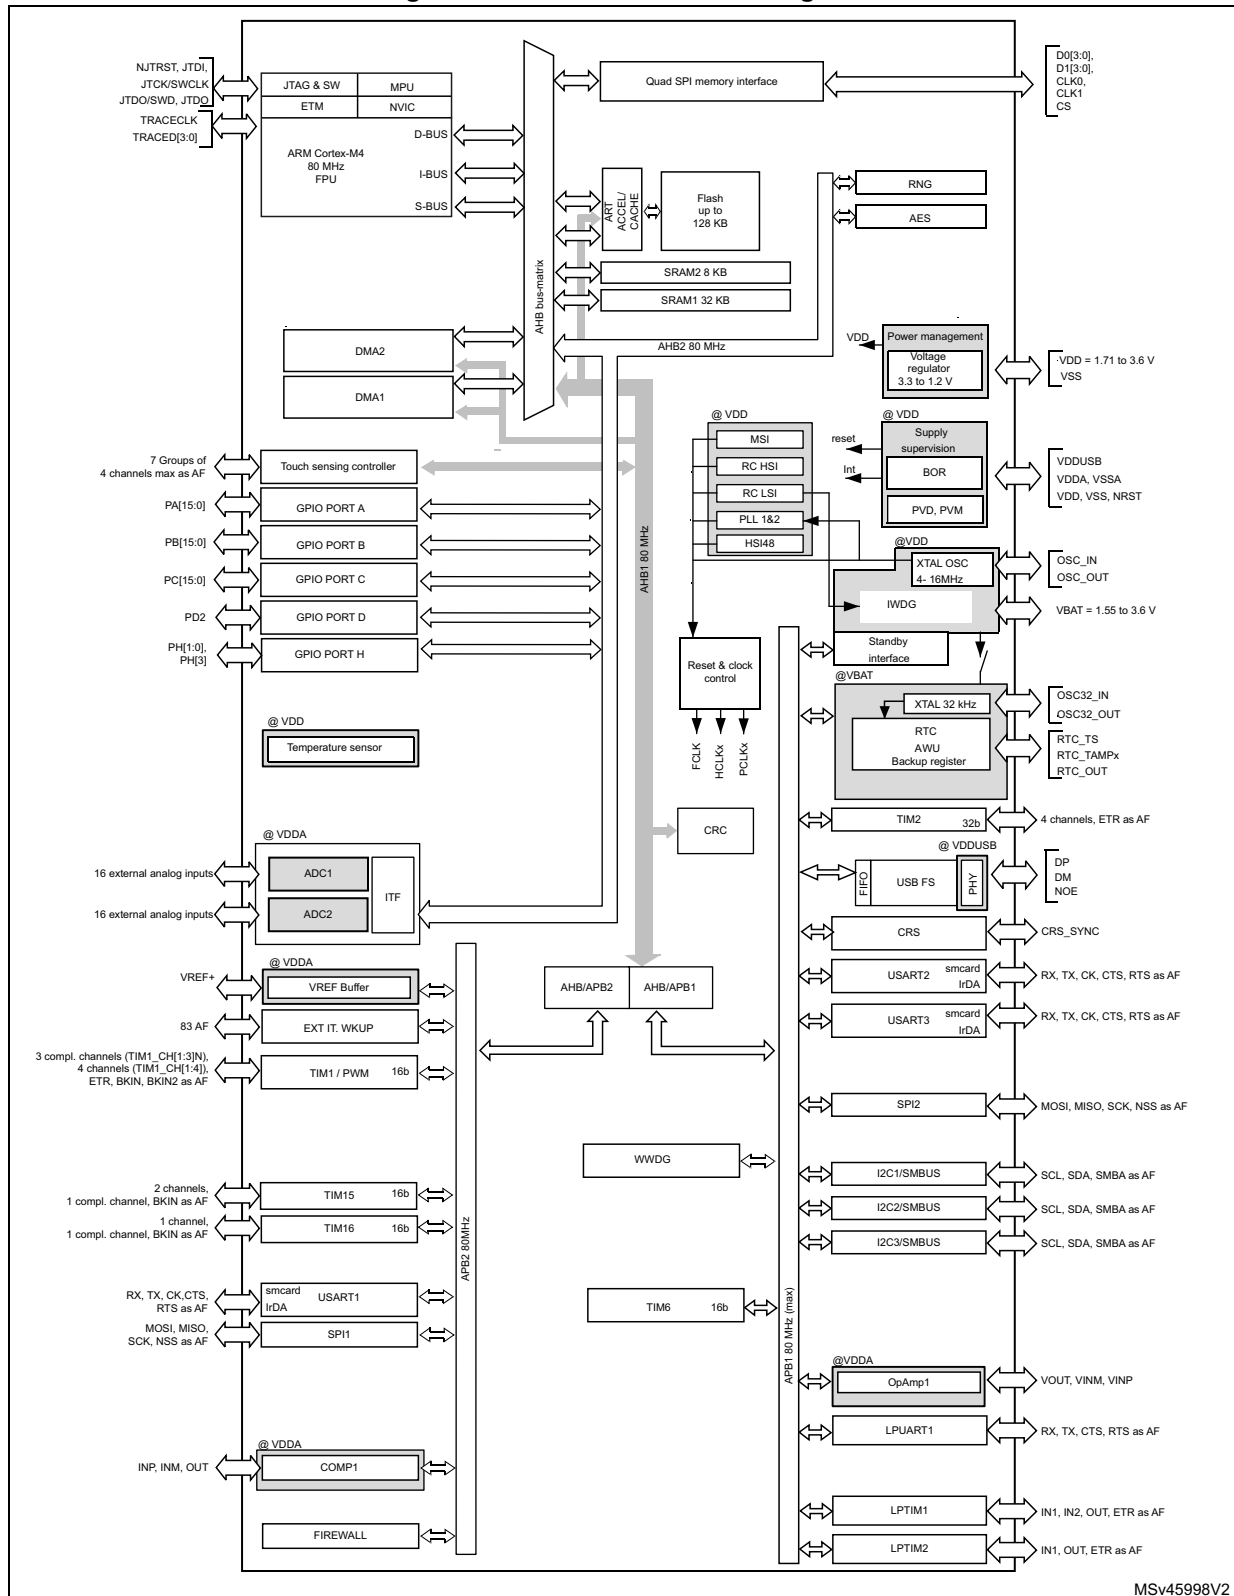 NJTRST, JTDI,
JTCK/SWCLK
JTDO/SWD, JTDO
TRACECLK
TRACED[3:0]
JTAG & SW
MPU
ETM
NVIC
ARM Cortex-M4
80 MHz
FPU
D-BUS
I-BUS
S-BUS
AHB bus-matrix
Quad SPI memory interface
D0[3:0],
D1[3:0],
CLK0,
CLK1
CS
ART
ACCEL/
CACHE
Flash
up to
128 KB
RNG
AES
SRAM2 8 KB
SRAM1 32 KB
AHB2 80 MHz
DMA2
DMA1
VDD
Power management
Voltage
regulator
3.3 to 1.2 V
VDD = 1.71 to 3.6 V
VSS
@ VDD
MSI
RC HSI
RC LSI
PLL 1&2
HSI48
@ VDD
reset
Int
Supply
supervision
BOR
PVD, PVM
VDDUSB
VDDA, VSSA
VDD, VSS, NRST
7 Groups of
4 channels max as AF
Touch sensing controller
PA[15:0]
GPIO PORT A
PB[15:0]
GPIO PORT B
PC[15:0]
GPIO PORT C
PD2
GPIO PORT D
PH[1:0],
PH[3]
GPIO PORT H
AHB1 80 MHz
@VDD
XTAL OSC
4- 16MHz
IWDG
OSC_IN
OSC_OUT
VBAT = 1.55 to 3.6 V
Standby
interface
Reset & clock
control
FCLK
HCLKx
PCLKx
@VBAT
XTAL 32 kHz
RTC
AWU
Backup register
OSC32_IN
OSC32_OUT
RTC_TS
RTC_TAMPx
RTC_OUT
@ VDD
Temperature sensor
CRC
TIM2
32b
4 channels, ETR as AF
@ VDDA
16 external analog inputs
ADC1
ITF
16 external analog inputs
ADC2
@ VDDUSB
FIFO
USB FS
PHY
DP
DM
NOE
CRS
CRS_SYNC
@ VDDA
VREF+
VREF Buffer
AHB/APB2
AHB/APB1
USART2
smcard
IrDA
RX, TX, CK, CTS, RTS as AF
83 AF
EXT IT. WKUP
USART3
smcard
IrDA
RX, TX, CK, CTS, RTS as AF
3 compl. channels (TIM1_CH[1:3]N),
4 channels (TIM1_CH[1:4]),
ETR, BKIN, BKIN2 as AF
TIM1 / PWM
16b
SPI2
MOSI, MISO, SCK, NSS as AF
WWDG
I2C1/SMBUS
SCL, SDA, SMBA as AF
2 channels,
1 compl. channel, BKIN as AF
TIM15
16b
I2C2/SMBUS
SCL, SDA, SMBA as AF
1 channel,
1 compl. channel, BKIN as AF
TIM16
16b
I2C3/SMBUS
SCL, SDA, SMBA as AF
APB2 80MHz
RX, TX, CK,CTS,
RTS as AF
smcard
IrDA
USART1
TIM6
16b
MOSI, MISO,
SCK, NSS as AF
SPI1
APB1 80 MHz (max)
@VDDA
OpAmp1
VOUT, VINM, VINP
LPUART1
RX, TX, CTS, RTS as AF
@ VDDA
INP, INM, OUT
COMP1
LPTIM1
IN1, IN2, OUT, ETR as AF
FIREWALL
LPTIM2
IN1, OUT, ETR as AF
MSv45998V2